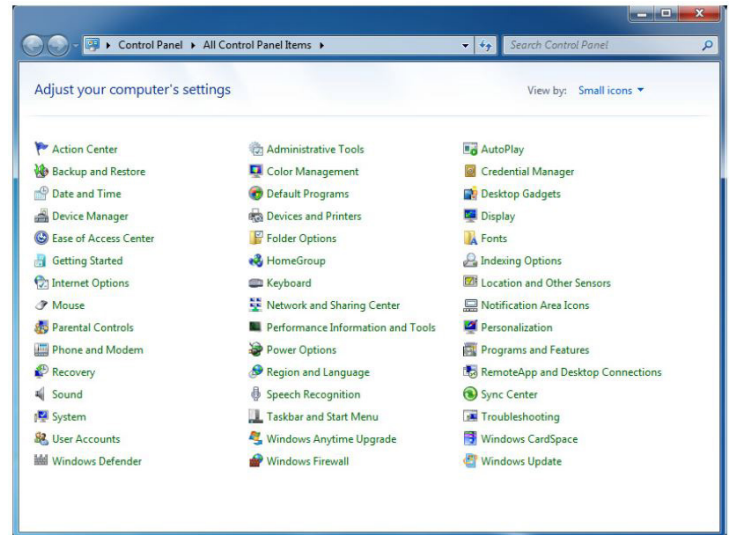 Control Panel ▸ All Control Panel Items ▸
Search Control Panel
Adjust your computer's settings
View by: Small icons
Action Center Administrative Tools AutoPlay
Backup and Restore Color Management Credential Manager
Date and Time Default Programs Desktop Gadgets
Device Manager Devices and Printers Display
Ease of Access Center Folder Options Fonts
Getting Started HomeGroup Indexing Options
Internet Options Keyboard Location and Other Sensors
Mouse Network and Sharing Center Notification Area Icons
Parental Controls Performance Information and Tools Personalization
Phone and Modem Power Options Programs and Features
Recovery Region and Language RemoteApp and Desktop Connections
Sound Speech Recognition Sync Center
System Taskbar and Start Menu Troubleshooting
User Accounts Windows Anytime Upgrade Windows CardSpace
Windows Defender Windows Firewall Windows Update